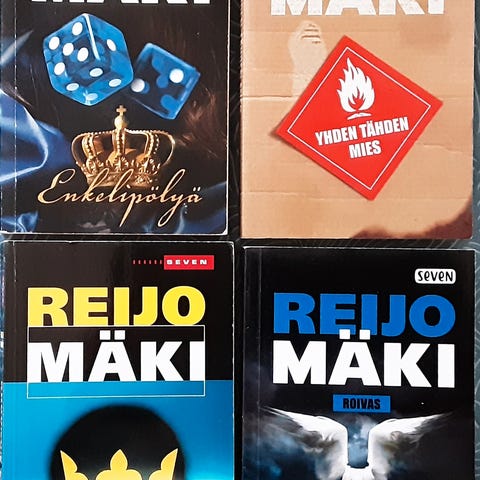 MÄKI
Enkelipölyä
MÄKI
YHDEN TÄHDEN
MIES
SEVEN
REIJO
MÄKI
seven
REIJO
MÄKI
ROIVAS